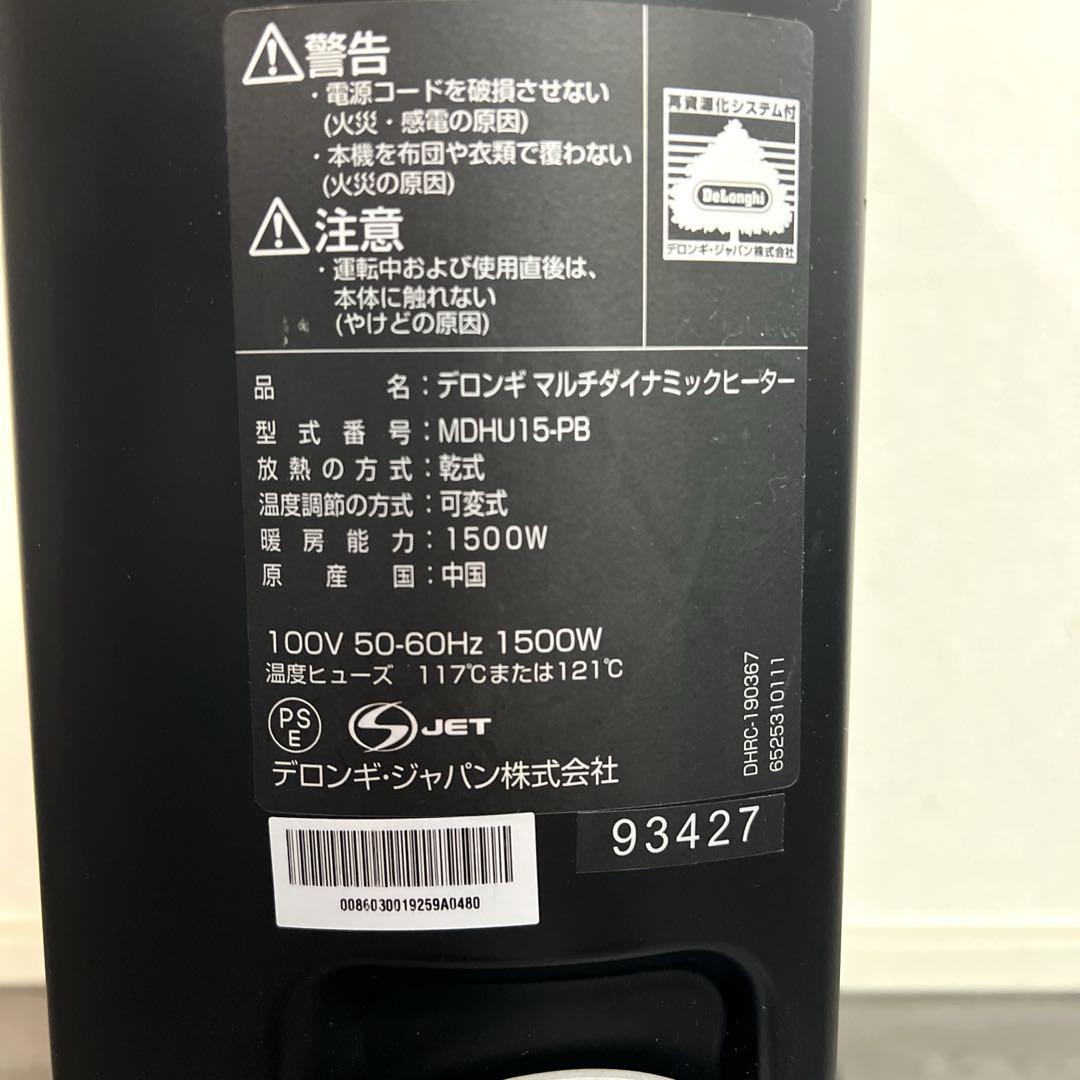 警告
・電源コードを破損させない
(火災・感電の原因)
・本機を布団や衣類で覆わない
(火災の原因)
注意
・運転中および使用直後は、
本体に触れない
(やけどの原因)
再資源化システム付
DeLonghi
デロンギ・ジャパン株式会社
品名：デロンギ マルチダイナミックヒーター
型式番号：MDHU15-PB
放熱の方式：乾式
温度調節の方式：可変式
暖房能力：1500W
原産国：中国
100V 50-60Hz 1500W
温度ヒューズ 117℃または121℃
PS
E
JET
デロンギ・ジャパン株式会社
DHRC-190367
6525310111
93427
0086030019259A0480